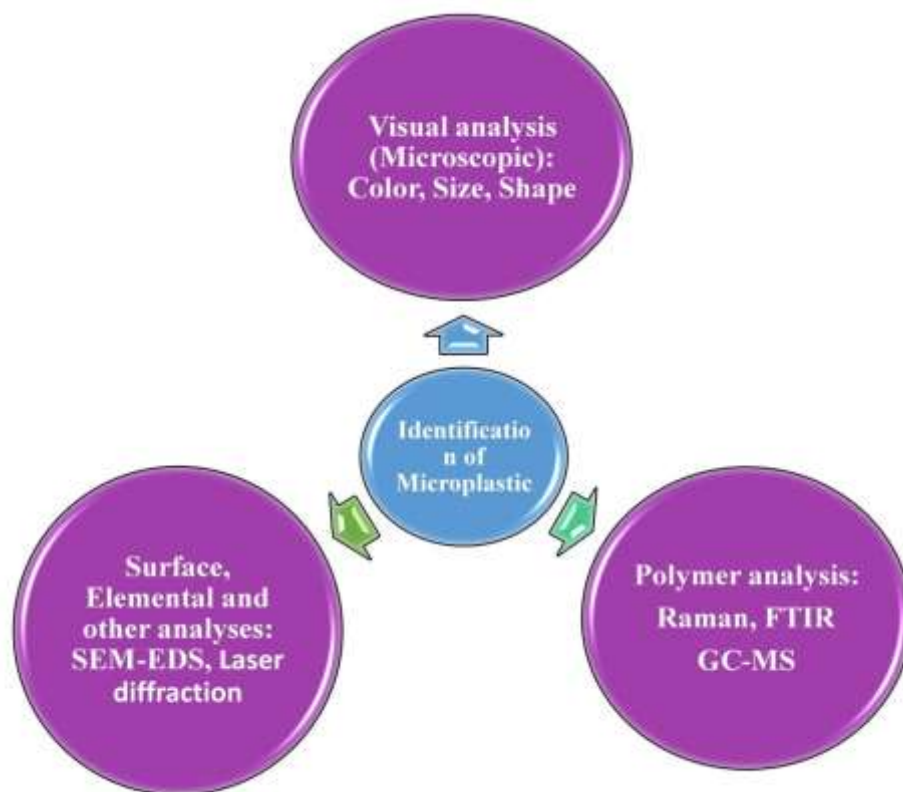 Visual analysis
(Microscopic):
Color, Size, Shape
Identificatio
n of
Microplastic
Surface,
Elemental and
other analyses:
SEM-EDS, Laser
diffraction
Polymer analysis:
Raman, FTIR
GC-MS